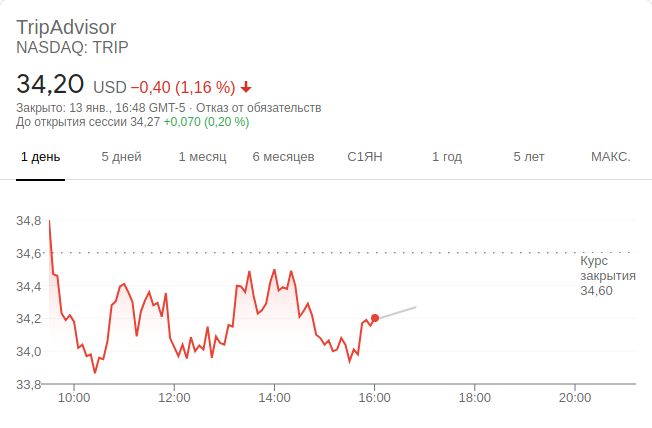 TripAdvisor
NASDAQ: TRIP
34,20 USD −0,40 (1,16 %)
Закрыто: 13 янв., 16:48 GMT-5 · Отказ от обязательств
До открытия сессии 34,27 +0,070 (0,20 %)
1 день 5 дней 1 месяц 6 месяцев С1ЯН 1 год 5 лет МАКС.
34,8
34,6
Курс
закрытия
34,60
34,4
34,2
34,0
33,8
10:00 12:00 14:00 16:00 18:00 20:00